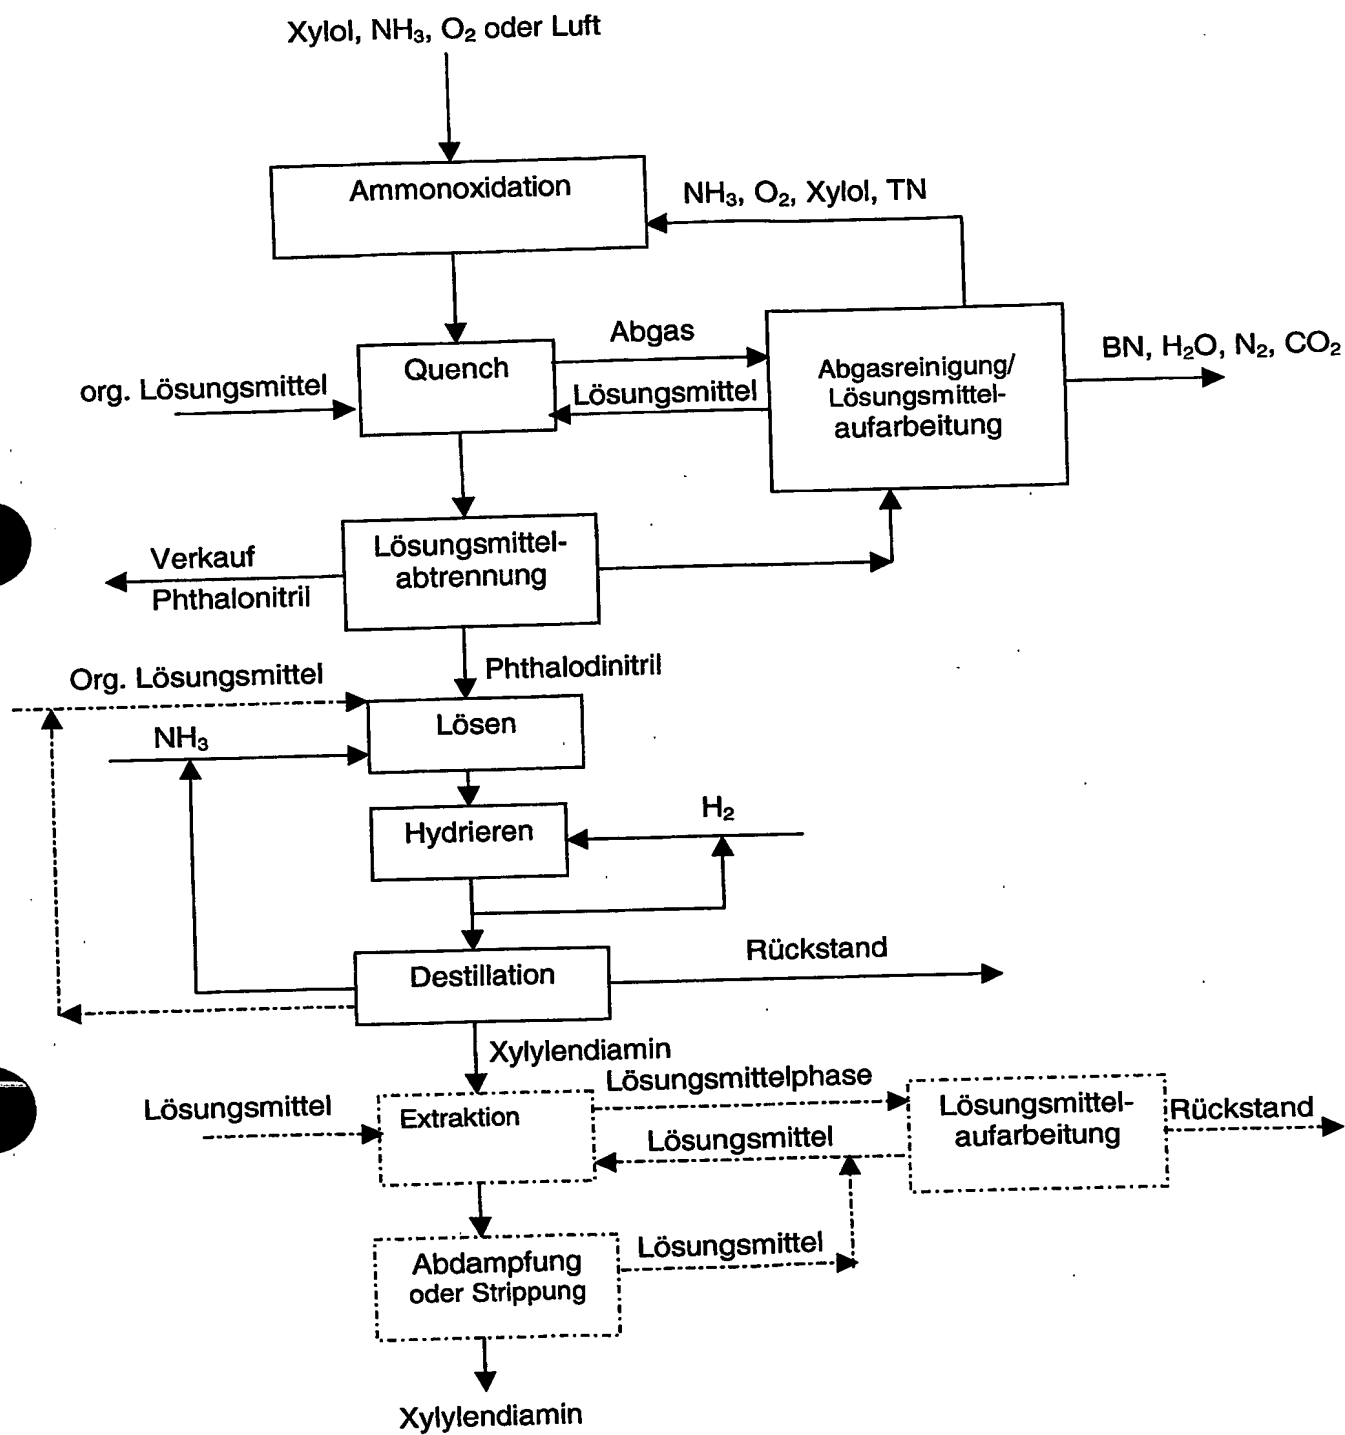 Xylol, NH₃, O₂ oder Luft
Ammonoxidation
NH₃, O₂, Xylol, TN
Quench
Abgas
org. Lösungsmittel
Lösungsmittel
Abgasreinigung/
Lösungsmittel-
aufarbeitung
BN, H₂O, N₂, CO₂
Lösungsmittel-
abtrennung
Verkauf
Phthalonitril
Phthalodinitril
Org. Lösungsmittel
Lösen
NH₃
Hydrieren
H₂
Destillation
Rückstand
Xylylendiamin
Lösungsmittel
Extraktion
Lösungsmittelphase
Lösungsmittel
Lösungsmittel-
aufarbeitung
Rückstand
Abdampfung
oder Strippung
Lösungsmittel
Xylylendiamin